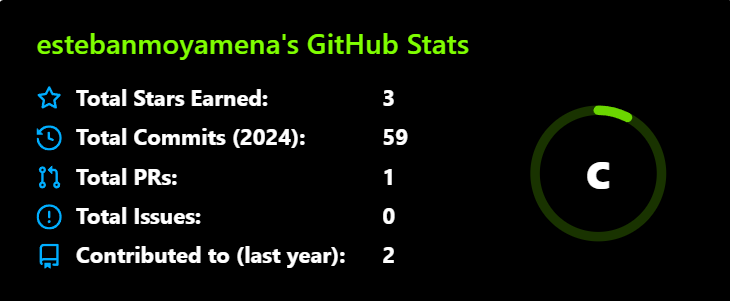 estebanmoyamena's GitHub Stats
Total Stars Earned: 3
Total Commits (2024): 59
Total PRs: 1
Total Issues: 0
Contributed to (last year): 2
C